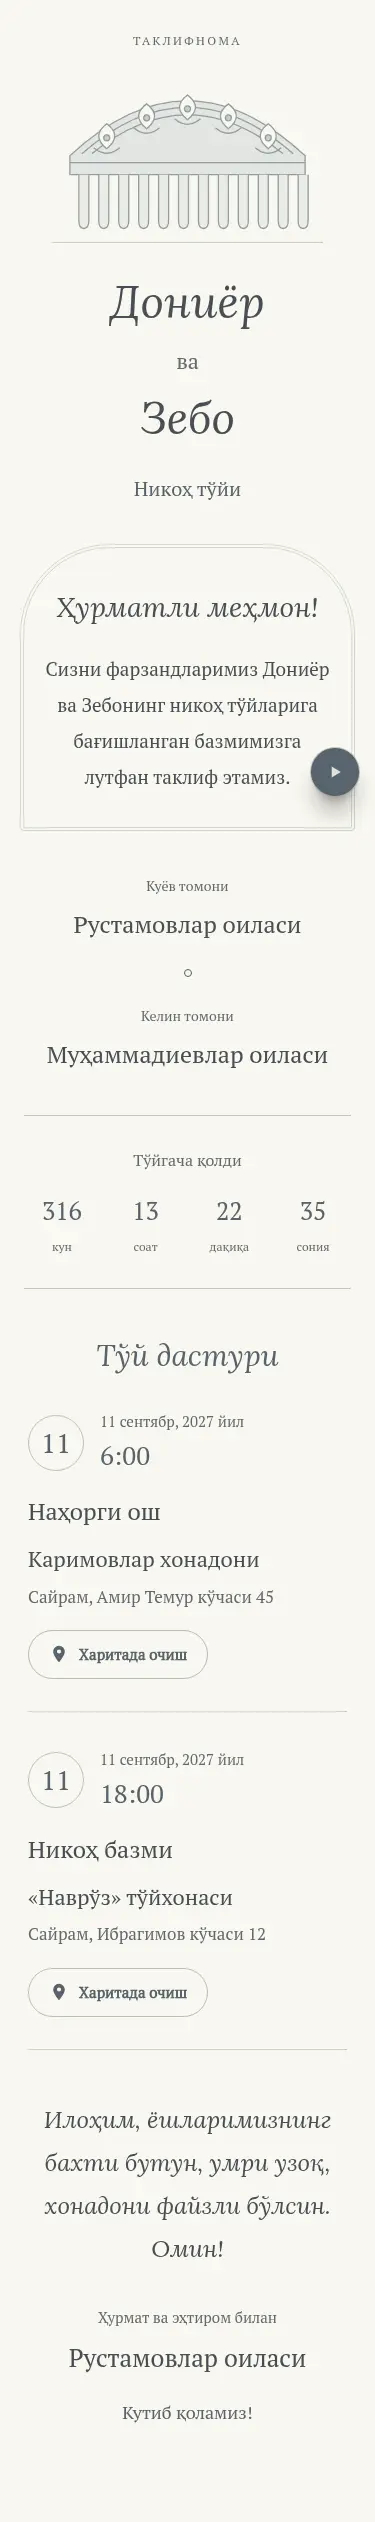 ТАКЛИФНОМА
Дониёр
ва
Зебо
Никоҳ тўйи
Ҳурматли меҳмон!
Сизни фарзандларимиз Дониёр
ва Зебонинг никоҳ тўйларига
бағишланган базмимизга
лутфан таклиф этамиз.
Куёв томони
Рустамовлар оиласи
Келин томони
Муҳаммадиевлар оиласи
Тўйгача қолди
316 13 22 35
кун соат дақиқа сония
Тўй дастури
11 сентябр, 2027 йил
11 6:00
Наҳорги ош
Каримовлар хонадони
Сайрам, Амир Темур кўчаси 45
Харитада очиш
11 сентябр, 2027 йил
11 18:00
Никоҳ базми
«Наврўз» тўйхонаси
Сайрам, Ибрагимов кўчаси 12
Харитада очиш
Илоҳим, ёшларимизнинг
бахти бутун, умри узоқ,
хонадони файзли бўлсин.
Омин!
Ҳурмат ва эҳтиром билан
Рустамовлар оиласи
Кутиб қоламиз!